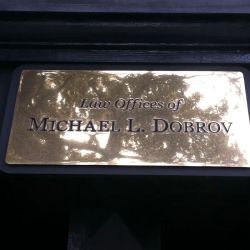 Law Offices of
MICHAEL L. DOBROV